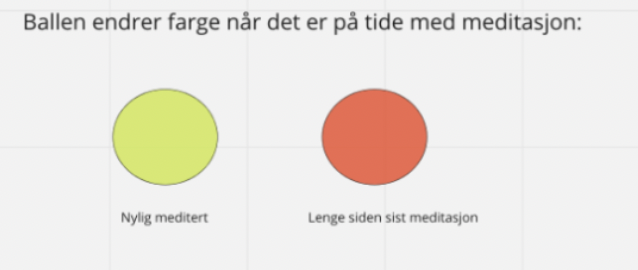 Ballen endrer farge når det er på tide med meditasjon:
Nylig meditert
Lenge siden sist meditasjon